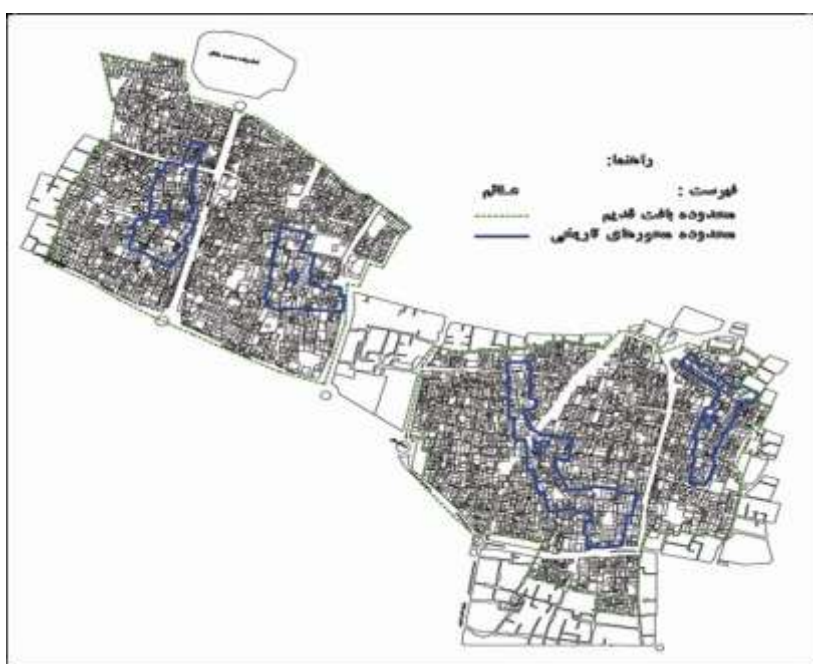 راهنما:
فهرست : علائم
محدوده بافت قدیم
محدوده محورهای تاریخی